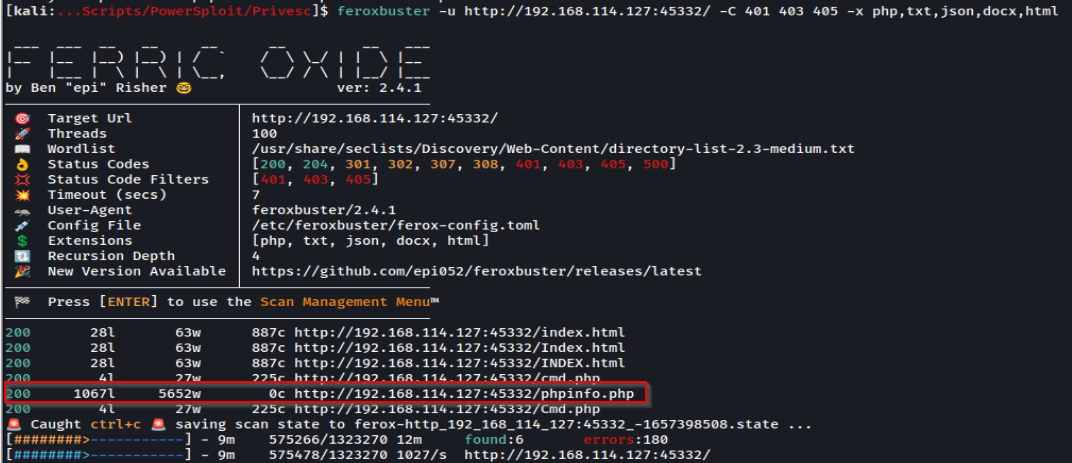 [kali:...Scripts/PowerSploit/Privesc]$ feroxbuster -u http://192.168.114.127:45332/ -C 401 403 405 -x php,txt,json,docx,html
FERRIC OXIDE
by Ben "epi" Risher 🤓 ver: 2.4.1
🎯 Target Url │ http://192.168.114.127:45332/
🚀 Threads │ 100
📖 Wordlist │ /usr/share/seclists/Discovery/Web-Content/directory-list-2.3-medium.txt
👌 Status Codes │ [200, 204, 301, 302, 307, 308, 401, 403, 405, 500]
💢 Status Code Filters │ [401, 403, 405]
💥 Timeout (secs) │ 7
🦡 User-Agent │ feroxbuster/2.4.1
💉 Config File │ /etc/feroxbuster/ferox-config.toml
💲 Extensions │ [php, txt, json, docx, html]
🔃 Recursion Depth │ 4
🎉 New Version Available │ https://github.com/epi052/feroxbuster/releases/latest
🏁 Press [ENTER] to use the Scan Management Menu™
200 28l 63w 887c http://192.168.114.127:45332/index.html
200 28l 63w 887c http://192.168.114.127:45332/Index.html
200 28l 63w 887c http://192.168.114.127:45332/INDEX.html
200 4l 27w 225c http://192.168.114.127:45332/cmd.php
200 1067l 5652w 0c http://192.168.114.127:45332/phpinfo.php
200 4l 27w 225c http://192.168.114.127:45332/Cmd.php
🚨 Caught ctrl+c 🚨 saving scan state to ferox-http_192_168_114_127:45332_-1657398508.state ...
[########>-----------] - 9m 575266/1323270 12m found:6 errors:180
[########>-----------] - 9m 575478/1323270 1027/s http://192.168.114.127:45332/